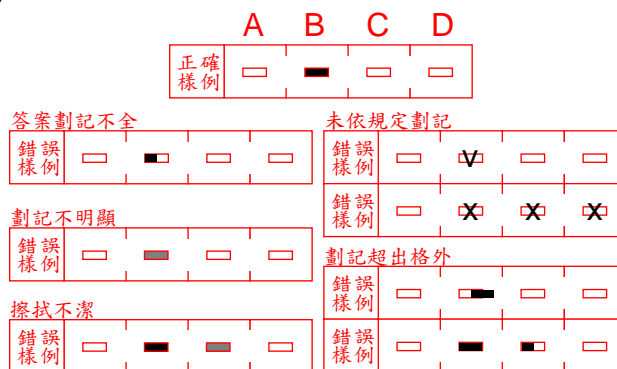 A B C D
正確
樣例
答案劃記不全
錯誤
樣例
劃記不明顯
錯誤
樣例
擦拭不潔
錯誤
樣例
未依規定劃記
錯誤
樣例
V
錯誤
樣例
X X X
劃記超出格外
錯誤
樣例
錯誤
樣例